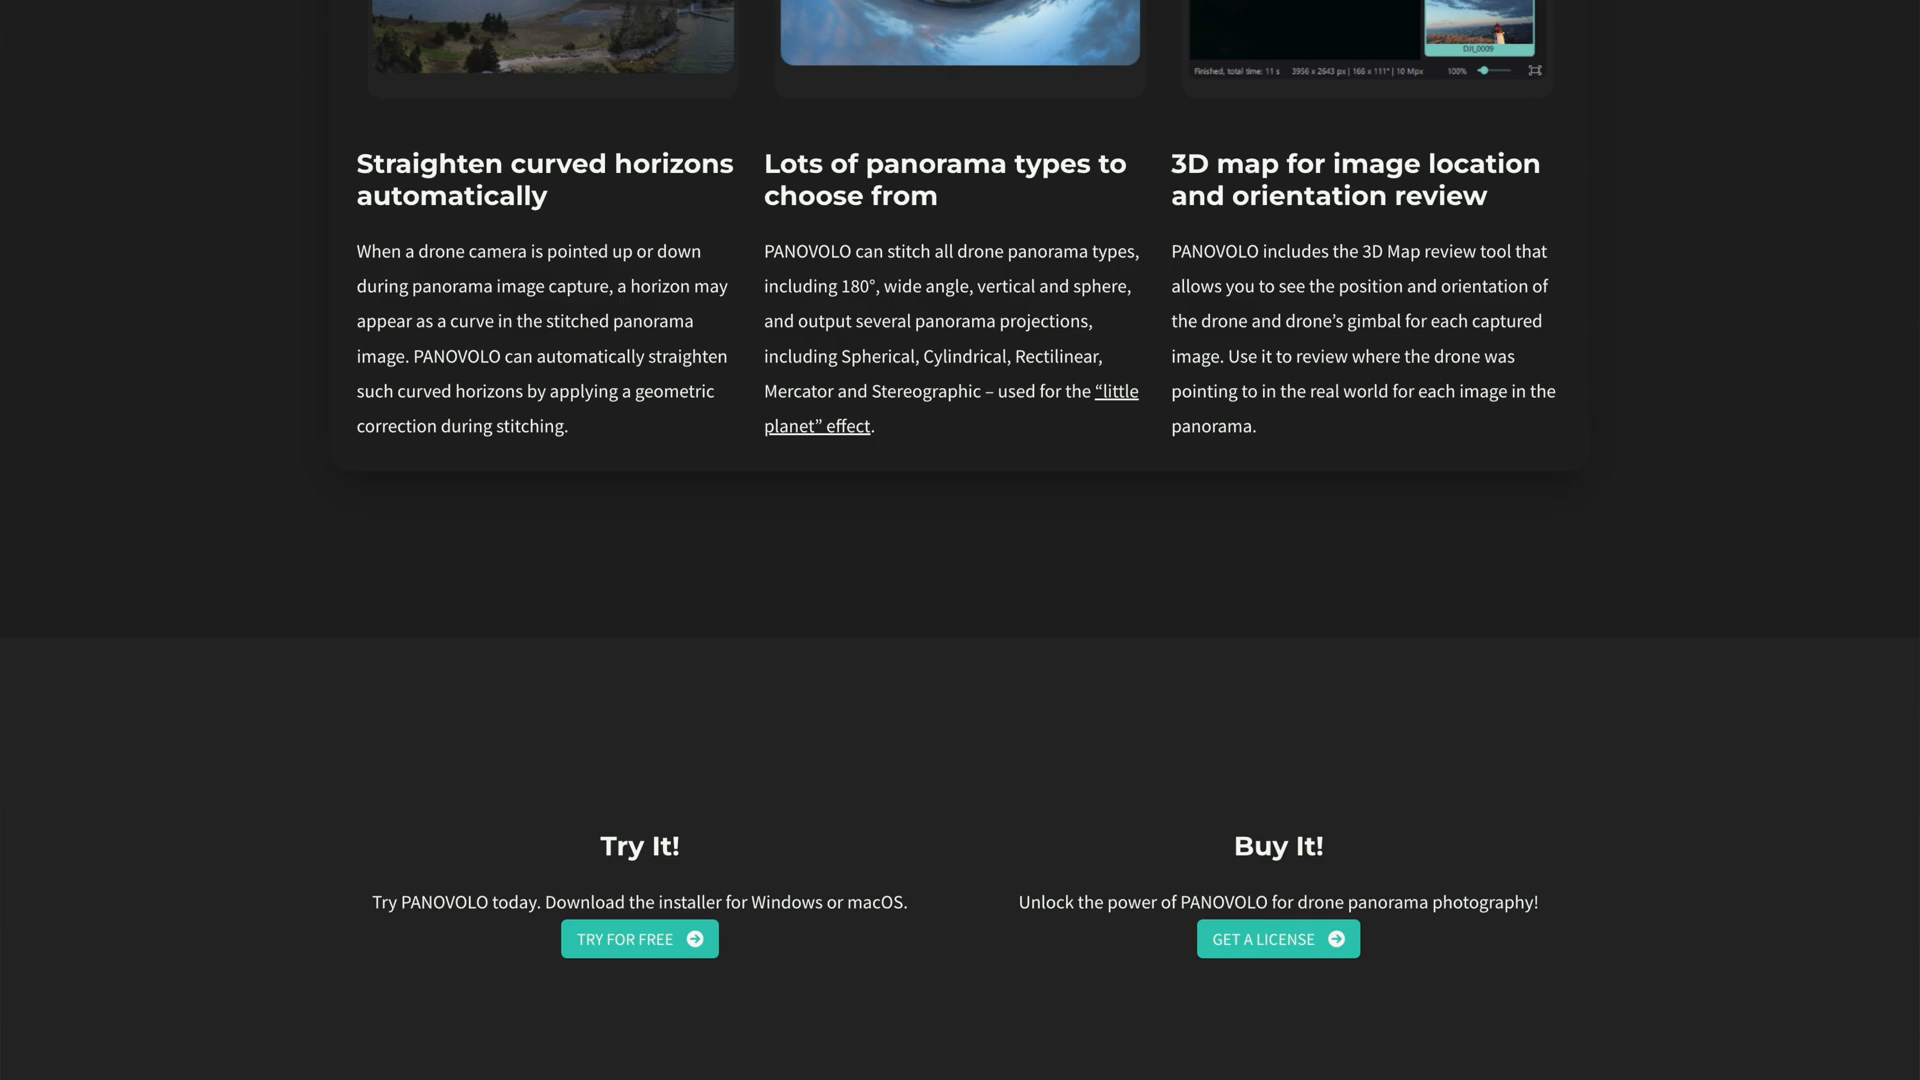 DJI_0009
Finished, total time: 11 s 3956 x 2643 px | 166 x 111° | 10 Mpx 100%
Straighten curved horizons
automatically
When a drone camera is pointed up or down
during panorama image capture, a horizon may
appear as a curve in the stitched panorama
image. PANOVOLO can automatically straighten
such curved horizons by applying a geometric
correction during stitching.
Lots of panorama types to
choose from
PANOVOLO can stitch all drone panorama types,
including 180°, wide angle, vertical and sphere,
and output several panorama projections,
including Spherical, Cylindrical, Rectilinear,
Mercator and Stereographic – used for the “little
planet” effect.
3D map for image location
and orientation review
PANOVOLO includes the 3D Map review tool that
allows you to see the position and orientation of
the drone and drone’s gimbal for each captured
image. Use it to review where the drone was
pointing to in the real world for each image in the
panorama.
Try It!
Try PANOVOLO today. Download the installer for Windows or macOS.
TRY FOR FREE
Buy It!
Unlock the power of PANOVOLO for drone panorama photography!
GET A LICENSE